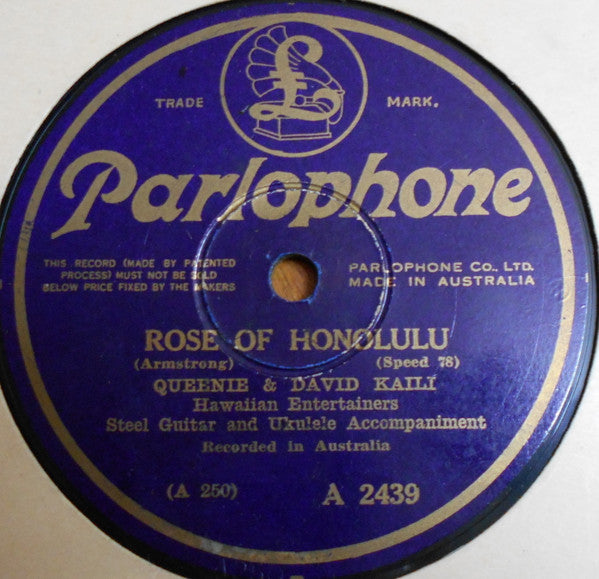 TRADE MARK.
Parlophone
THIS RECORD (MADE BY PATENTED
PROCESS) MUST NOT BE SOLD
BELOW PRICE FIXED BY THE MAKERS
PARLOPHONE Co., LTD.
MADE IN AUSTRALIA
ROSE OF HONOLULU
(Armstrong) (Speed 78)
QUEENIE & DAVID KAILI
Hawaiian Entertainers
Steel Guitar and Ukulele Accompaniment
Recorded in Australia
(A 250) A 2439